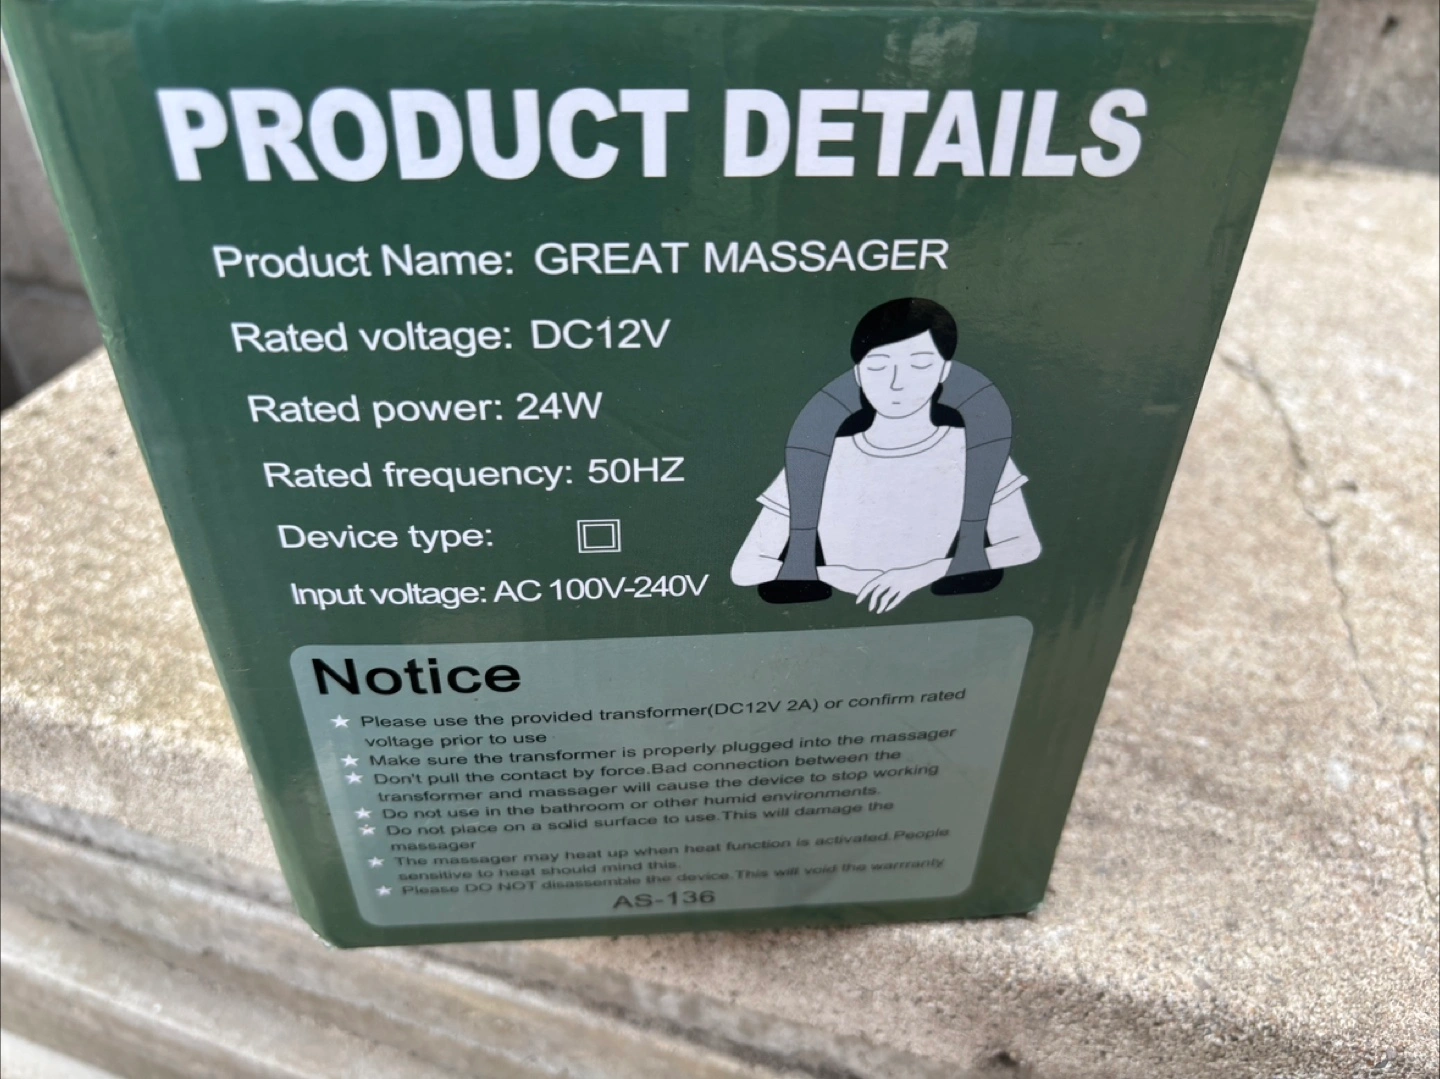 PRODUCT DETAILS
Product Name: GREAT MASSAGER
Rated voltage: DC12V
Rated power: 24W
Rated frequency: 50HZ
Device type:
Input voltage: AC 100V-240V
Notice
★ Please use the provided transformer(DC12V 2A) or confirm rated
voltage prior to use
★ Make sure the transformer is properly plugged into the massager
★ Don't pull the contact by force.Bad connection between the
transformer and massager will cause the device to stop working
★ Do not use in the bathroom or other humid environments.
★ Do not place on a solid surface to use.This will damage the
massager
★ The massager may heat up when heat function is activated.People
sensitive to heat should mind this.
★ Please DO NOT disassemble the device.This will void the warrranty
AS-136